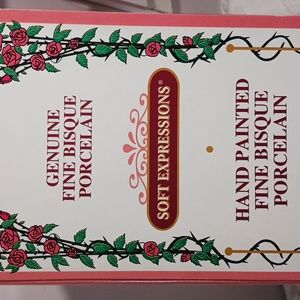 GENUINE
FINE BISQUE
PORCELAIN
SOFT EXPRESSIONS®
HAND PAINTED
FINE BISQUE
PORCELAIN